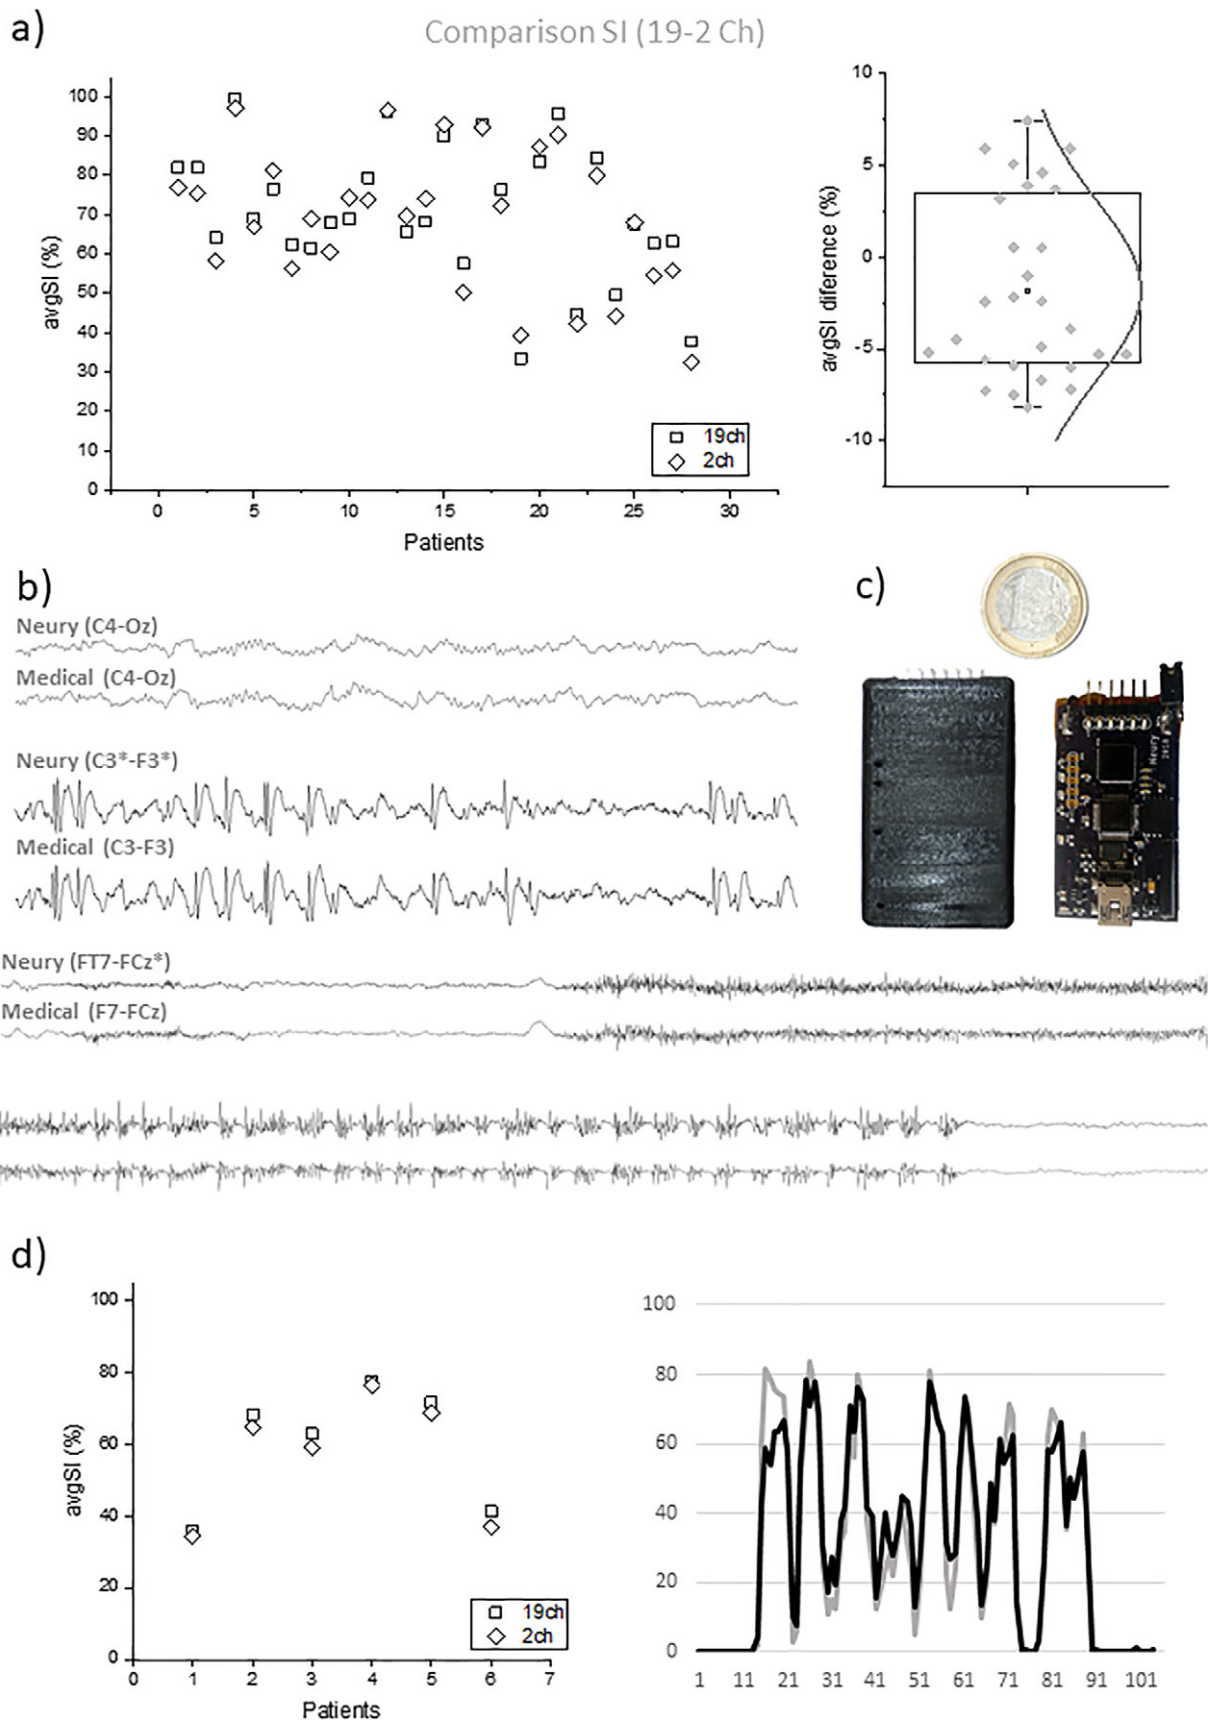 a)
Comparison SI (19-2 Ch)
100
90
80
70
60
50
40
30
20
10
0
avgSI (%)
0 5 10 15 20 25 30
Patients
19ch
2ch
10
5
0
-5
-10
avgSI diference (%)
b)
Neury (C4-Oz)
Medical (C4-Oz)
Neury (C3*-F3*)
Medical (C3-F3)
Neury (FT7-FCz*)
Medical (F7-FCz)
c)
1
Neury
2018
d)
100
80
60
40
20
0
avgSI (%)
0 1 2 3 4 5 6 7
Patients
19ch
2ch
100
80
60
40
20
0
1 11 21 31 41 51 61 71 81 91 101